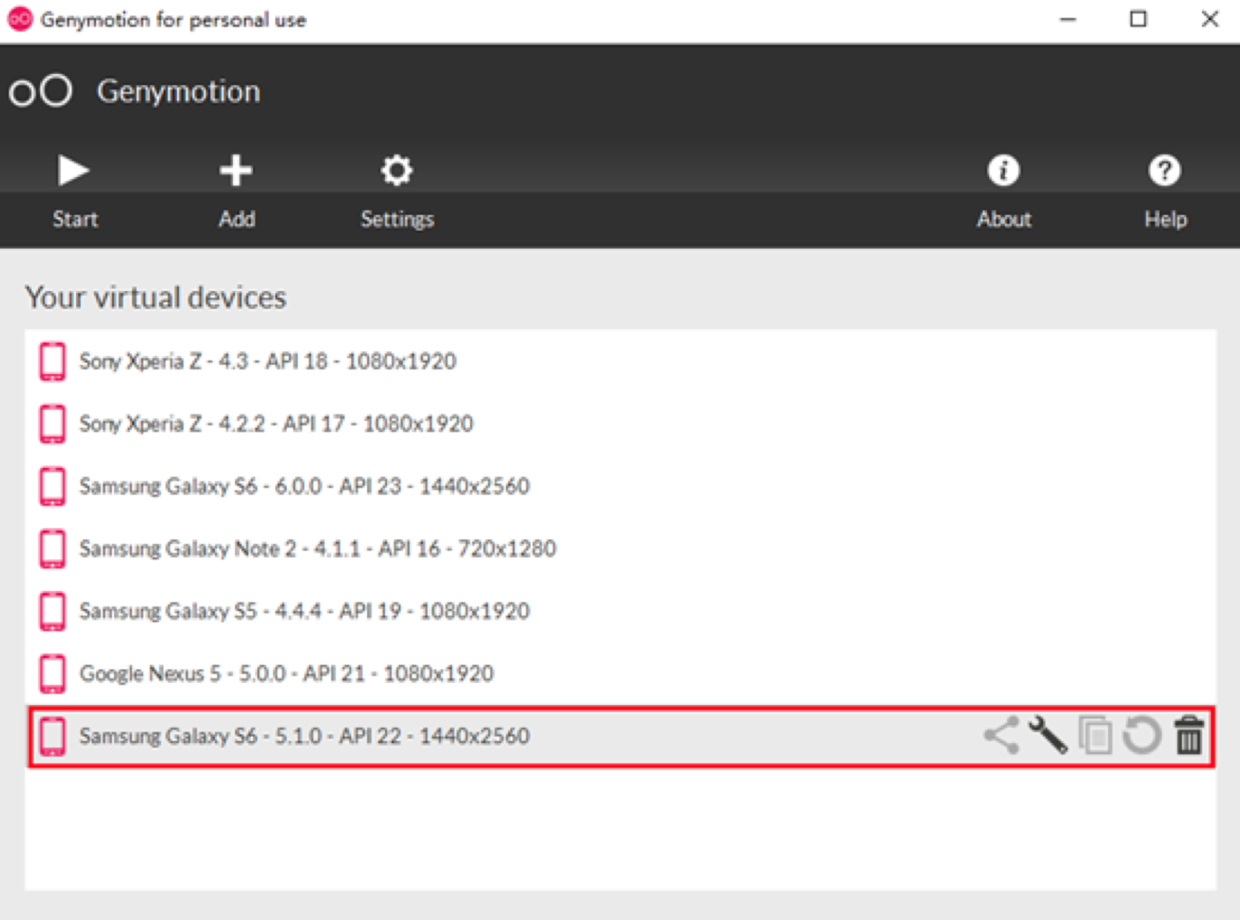 Genymotion for personal use
Genymotion
Start Add Settings About Help
Your virtual devices
Sony Xperia Z - 4.3 - API 18 - 1080x1920
Sony Xperia Z - 4.2.2 - API 17 - 1080x1920
Samsung Galaxy S6 - 6.0.0 - API 23 - 1440x2560
Samsung Galaxy Note 2 - 4.1.1 - API 16 - 720x1280
Samsung Galaxy S5 - 4.4.4 - API 19 - 1080x1920
Google Nexus 5 - 5.0.0 - API 21 - 1080x1920
Samsung Galaxy S6 - 5.1.0 - API 22 - 1440x2560